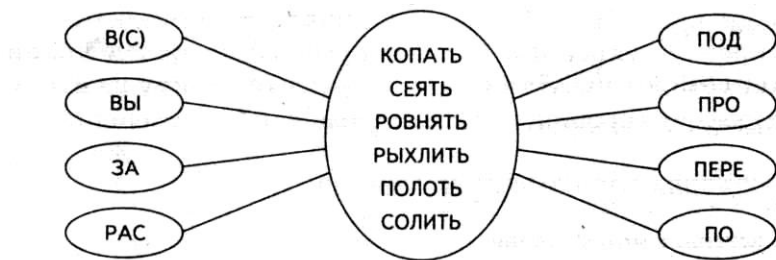 В(С)
ВЫ
ЗА
РАС
КОПАТЬ
СЕЯТЬ
РОВНЯТЬ
РЫХЛИТЬ
ПОЛОТЬ
СОЛИТЬ
ПОД
ПРО
ПЕРЕ
ПО